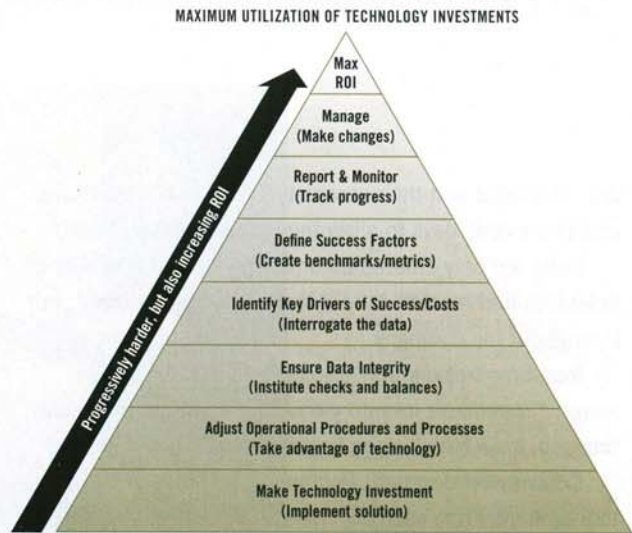 MAXIMUM UTILIZATION OF TECHNOLOGY INVESTMENTS
Max
ROI
Manage
(Make changes)
Report & Monitor
(Track progress)
Define Success Factors
(Create benchmarks/metrics)
Identify Key Drivers of Success/Costs
(Interrogate the data)
Ensure Data Integrity
(Institute checks and balances)
Adjust Operational Procedures and Processes
(Take advantage of technology)
Make Technology Investment
(Implement solution)
Progressively harder, but also increasing ROI